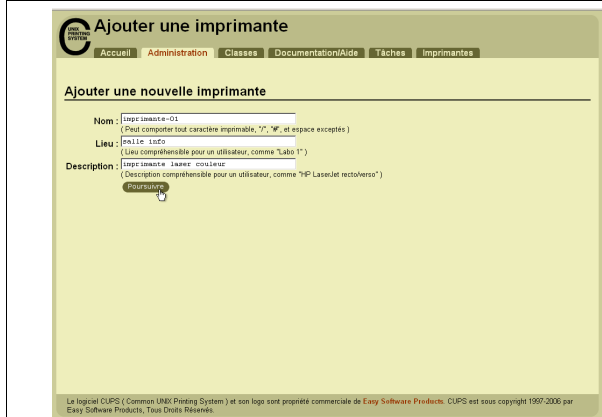 UNIX
PRINTING
SYSTEM
Ajouter une imprimante
Accueil Administration Classes Documentation/Aide Tâches Imprimantes
Ajouter une nouvelle imprimante
Nom : imprimante-01
( Peut comporter tout caractère imprimable, "/", "#", et espace exceptés )
Lieu : salle info
( Lieu compréhensible pour un utilisateur, comme "Labo 1" )
Description : imprimante laser couleur
( Description compréhensible pour un utilisateur, comme "HP LaserJet recto/verso" )
Poursuivre
Le logiciel CUPS ( Common UNIX Printing System ) et son logo sont propriété commerciale de Easy Software Products. CUPS est sous copyright 1997-2006 par
Easy Software Products, Tous Droits Réservés.